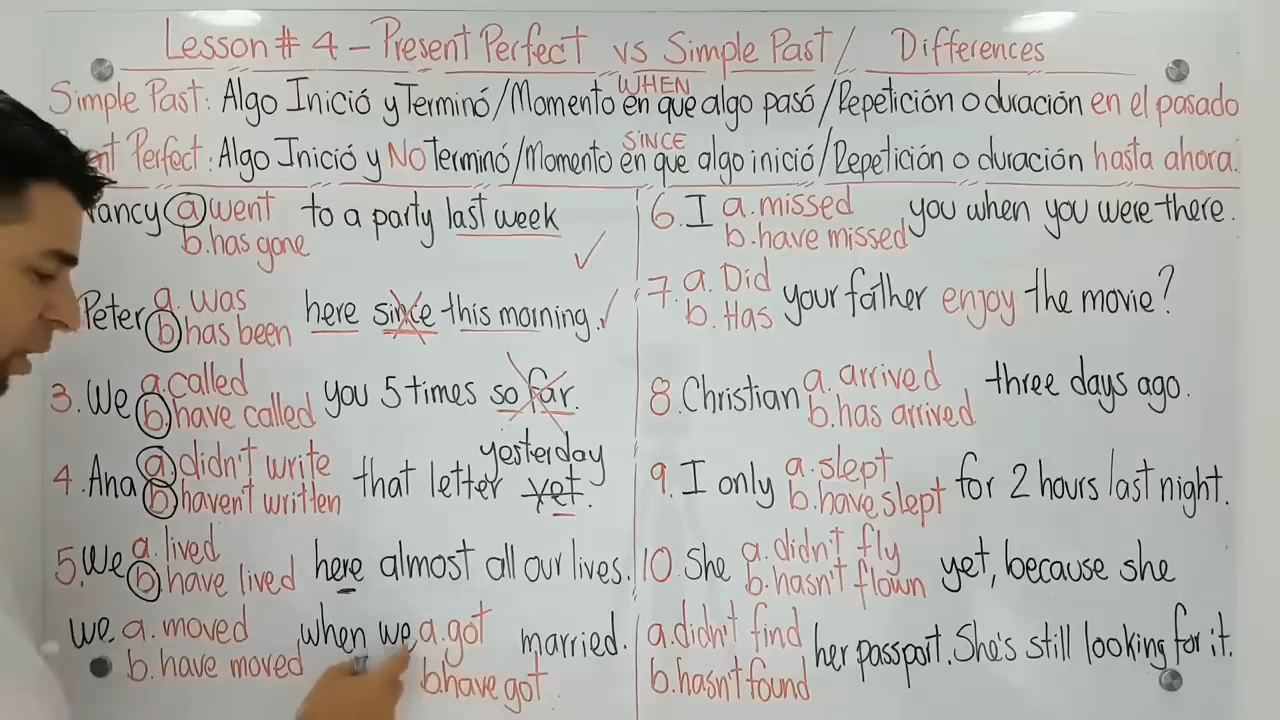 Lesson # 4 - Present Perfect vs Simple Past / Differences
WHEN
Simple Past: Algo Inició y Terminó/Momento en que algo pasó/Repetición o duración en el pasado
SINCE
nt Perfect: Algo Inició y NO Terminó/Momento en que algo inició/Repetición o duración hasta ahora.
ancy a went to a party last week
b. has gone
Peter a. was here since this morning.
b has been
3. We a. called you 5 times so far.
b. have called
yesterday
4. Ana a didn't write that letter yet.
b haven't written
5. We a. lived here almost all our lives.
b have lived
we. a. moved when we a. got married.
b. have moved b have got
6. I a. missed you when you were there.
b. have missed
7. a. Did your father enjoy the movie?
b. Has
8. Christian a. arrived three days ago.
b. has arrived
9. I only a. slept for 2 hours last night.
b. have slept
10. She a. didn't fly yet, because she
b. hasn't flown
a. didn't find her passport. She's still looking for it.
b. hasn't found